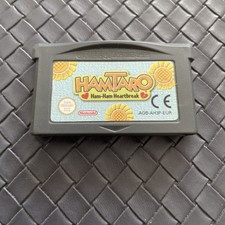 HAMTARO
Ham-Ham Heartbreak
Nintendo
CE
AGB-AH3P-EUR